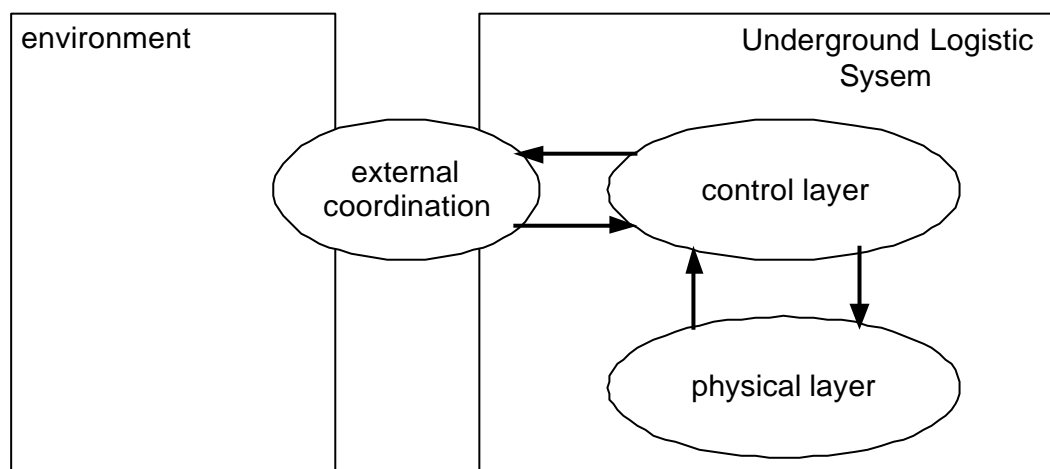 environment
Underground Logistic
Sysem
external
coordination
control layer
physical layer